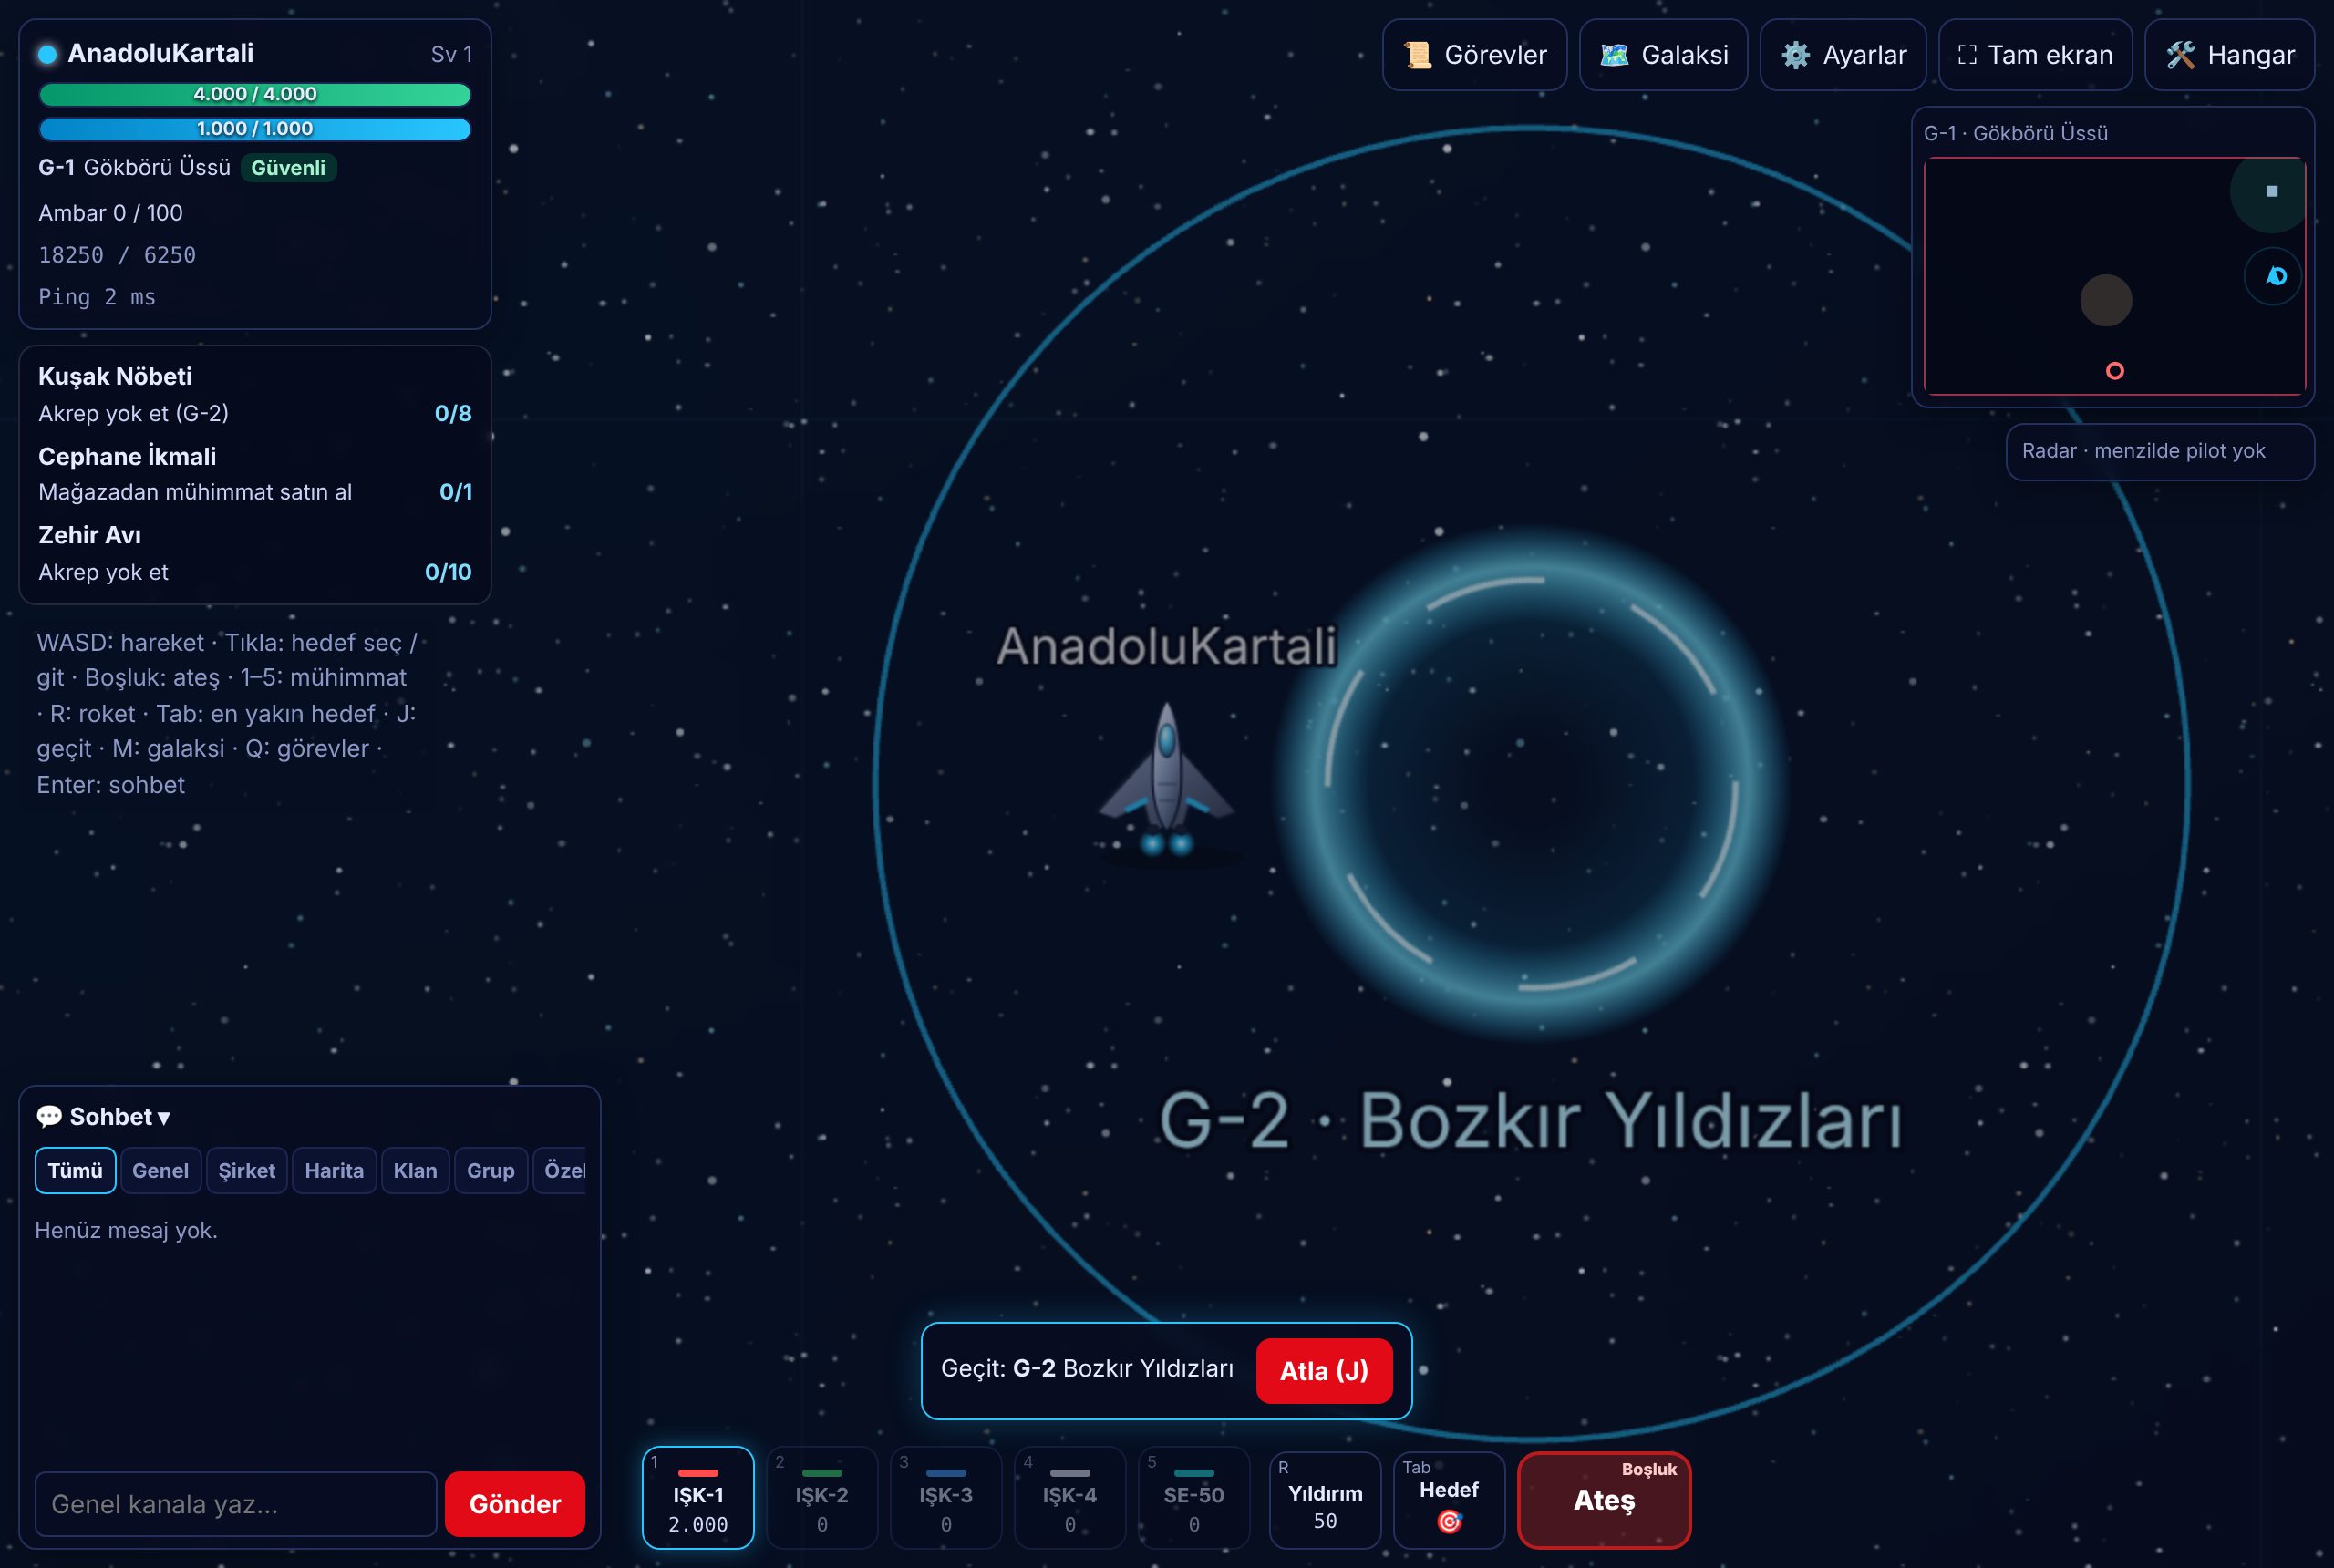 AnadoluKartali Sv 1
4.000 / 4.000
1.000 / 1.000
G-1 Gökbörü Üssü Güvenli
Ambar 0 / 100
18250 / 6250
Ping 2 ms
Kuşak Nöbeti
Akrep yok et (G-2) 0/8
Cephane İkmali
Mağazadan mühimmat satın al 0/1
Zehir Avı
Akrep yok et 0/10
WASD: hareket · Tıkla: hedef seç /
git · Boşluk: ateş · 1–5: mühimmat
· R: roket · Tab: en yakın hedef · J:
geçit · M: galaksi · Q: görevler ·
Enter: sohbet
Görevler Galaksi Ayarlar Tam ekran Hangar
G-1 · Gökbörü Üssü
Radar · menzilde pilot yok
AnadoluKartali
G-2 · Bozkır Yıldızları
Sohbet ▾
Tümü Genel Şirket Harita Klan Grup Özel
Henüz mesaj yok.
Genel kanala yaz...
Gönder
Geçit: G-2 Bozkır Yıldızları Atla (J)
1 IŞK-1 2.000
2 IŞK-2 0
3 IŞK-3 0
4 IŞK-4 0
5 SE-50 0
R Yıldırım 50
Tab Hedef
Boşluk Ateş